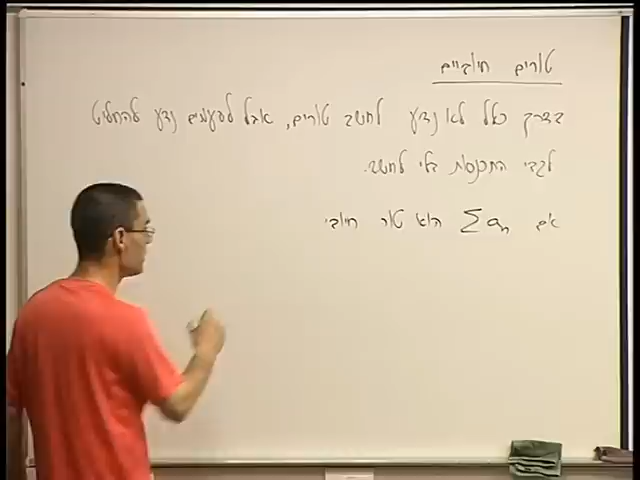 טורים חיוביים
בדרך כלל לא נדע לחשב טורים, אבל לפעמים נדע להחליט
לגבי התכנסות בלי לחשב.
אם ∑aₙ הוא טור חיובי